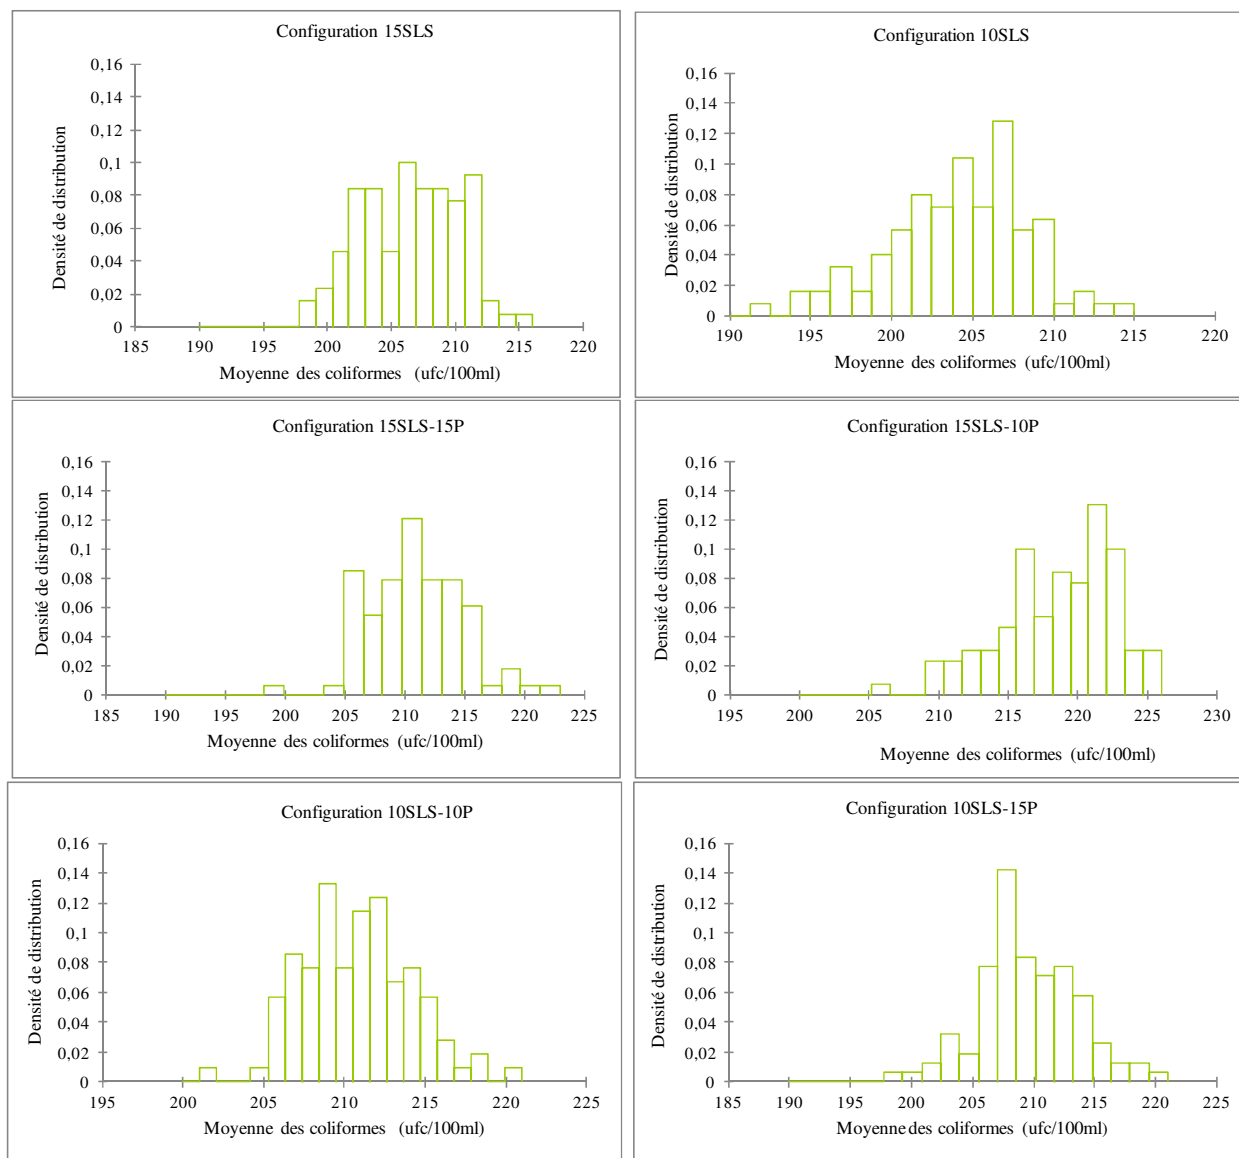 Configuration 15SLS
Densité de distribution
0,16
0,14
0,12
0,1
0,08
0,06
0,04
0,02
0
185 190 195 200 205 210 215 220
Moyenne des coliformes (ufc/100ml)
Configuration 10SLS
Densité de distribution
0,16
0,14
0,12
0,1
0,08
0,06
0,04
0,02
0
190 195 200 205 210 215 220
Moyenne des coliformes (ufc/100ml)
Configuration 15SLS-15P
Densité de distribution
0,16
0,14
0,12
0,1
0,08
0,06
0,04
0,02
0
185 190 195 200 205 210 215 220 225
Moyenne des coliformes (ufc/100ml)
Configuration 15SLS-10P
Densité de distribution
0,16
0,14
0,12
0,1
0,08
0,06
0,04
0,02
0
195 200 205 210 215 220 225 230
Moyenne des coliformes (ufc/100ml)
Configuration 10SLS-10P
Densité de distribution
0,16
0,14
0,12
0,1
0,08
0,06
0,04
0,02
0
195 200 205 210 215 220 225
Moyenne des coliformes (ufc/100ml)
Configuration 10SLS-15P
Densité de distribution
0,16
0,14
0,12
0,1
0,08
0,06
0,04
0,02
0
185 190 195 200 205 210 215 220 225
Moyenne des coliformes (ufc/100ml)